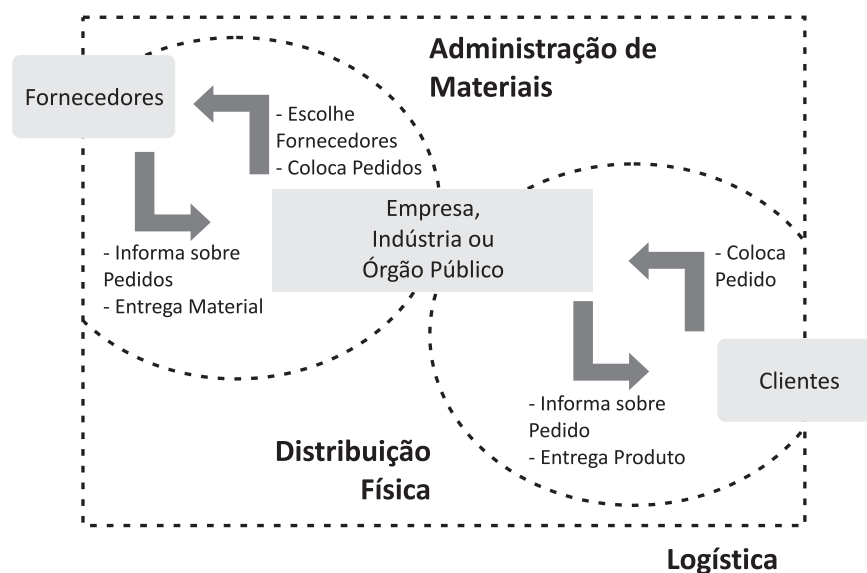 Administração de
Materiais
Fornecedores
- Escolhe
Fornecedores
- Coloca Pedidos
Empresa,
Indústria ou
Órgão Público
- Informa sobre
Pedidos
- Entrega Material
- Coloca
Pedido
Clientes
- Informa sobre
Pedido
- Entrega Produto
Distribuição
Física
Logística